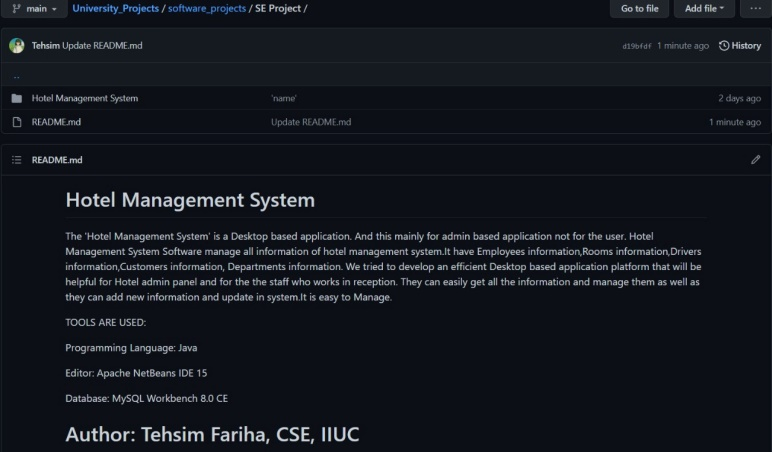 main
University_Projects / software_projects / SE Project /
Go to file
Add file
...
Tehsim Update README.md
d19bfdf 1 minute ago History
..
Hotel Management System 'name' 2 days ago
README.md Update README.md 1 minute ago
README.md
Hotel Management System
The 'Hotel Management System' is a Desktop based application. And this mainly for admin based application not for the user. Hotel
Management System Software manage all information of hotel management system.It have Employees information,Rooms information,Drivers
information,Customers information, Departments information. We tried to develop an efficient Desktop based application platform that will be
helpful for Hotel admin panel and for the the staff who works in reception. They can easily get all the information and manage them as well as
they can add new information and update in system.It is easy to Manage.
TOOLS ARE USED:
Programming Language: Java
Editor: Apache NetBeans IDE 15
Database: MySQL Workbench 8.0 CE
Author: Tehsim Fariha, CSE, IIUC